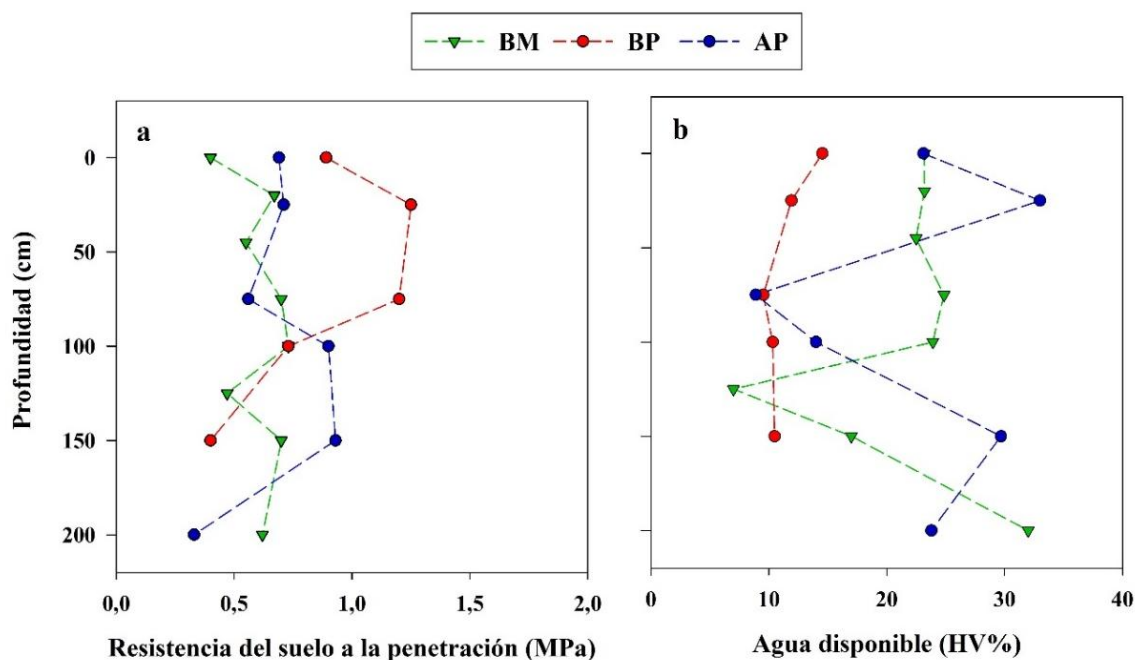 BM BP AP
a
b
0
50
100
150
200
Profundidad (cm)
0,0 0,5 1,0 1,5 2,0
0 10 20 30 40
Resistencia del suelo a la penetración (MPa)
Agua disponible (HV%)